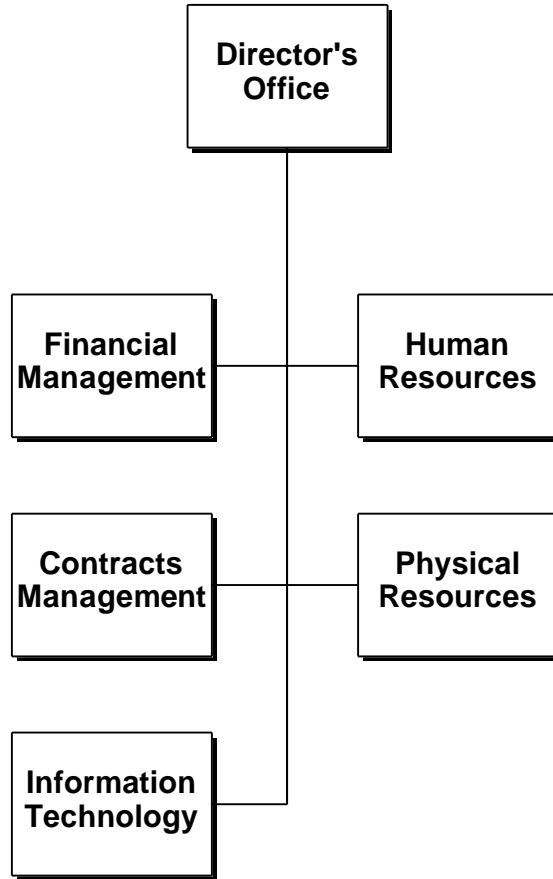 Director's
Office
Financial
Management
Human
Resources
Contracts
Management
Physical
Resources
Information
Technology